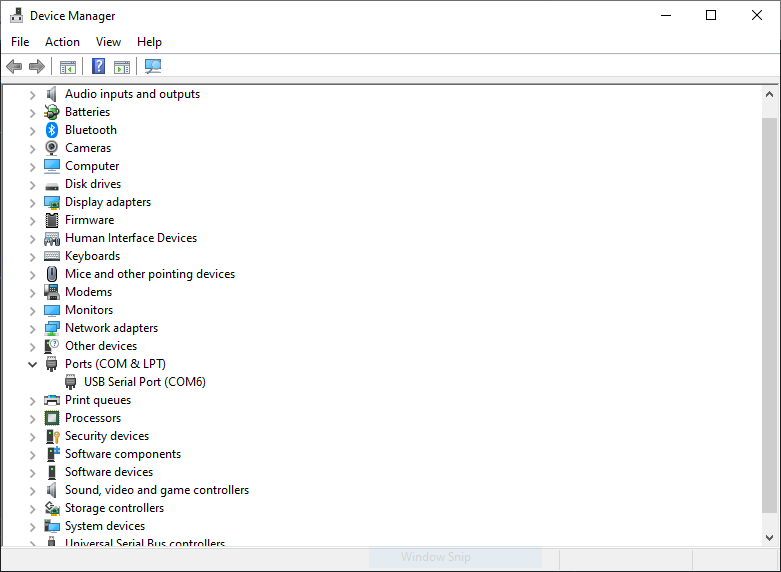 Device Manager
File Action View Help
Audio inputs and outputs
Batteries
Bluetooth
Cameras
Computer
Disk drives
Display adapters
Firmware
Human Interface Devices
Keyboards
Mice and other pointing devices
Modems
Monitors
Network adapters
Other devices
Ports (COM & LPT)
USB Serial Port (COM6)
Print queues
Processors
Security devices
Software components
Software devices
Sound, video and game controllers
Storage controllers
System devices
Universal Serial Bus controllers
Window Snip